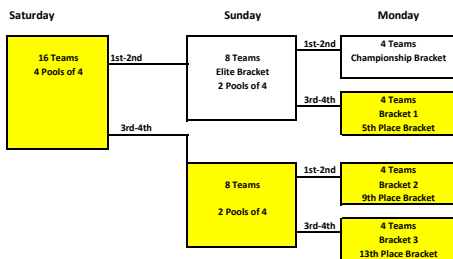 Saturday
Sunday
Monday
16 Teams
4 Pools of 4
1st-2nd
3rd-4th
8 Teams
Elite Bracket
2 Pools of 4
1st-2nd
3rd-4th
4 Teams
Championship Bracket
4 Teams
Bracket 1
5th Place Bracket
8 Teams
2 Pools of 4
1st-2nd
3rd-4th
4 Teams
Bracket 2
9th Place Bracket
4 Teams
Bracket 3
13th Place Bracket